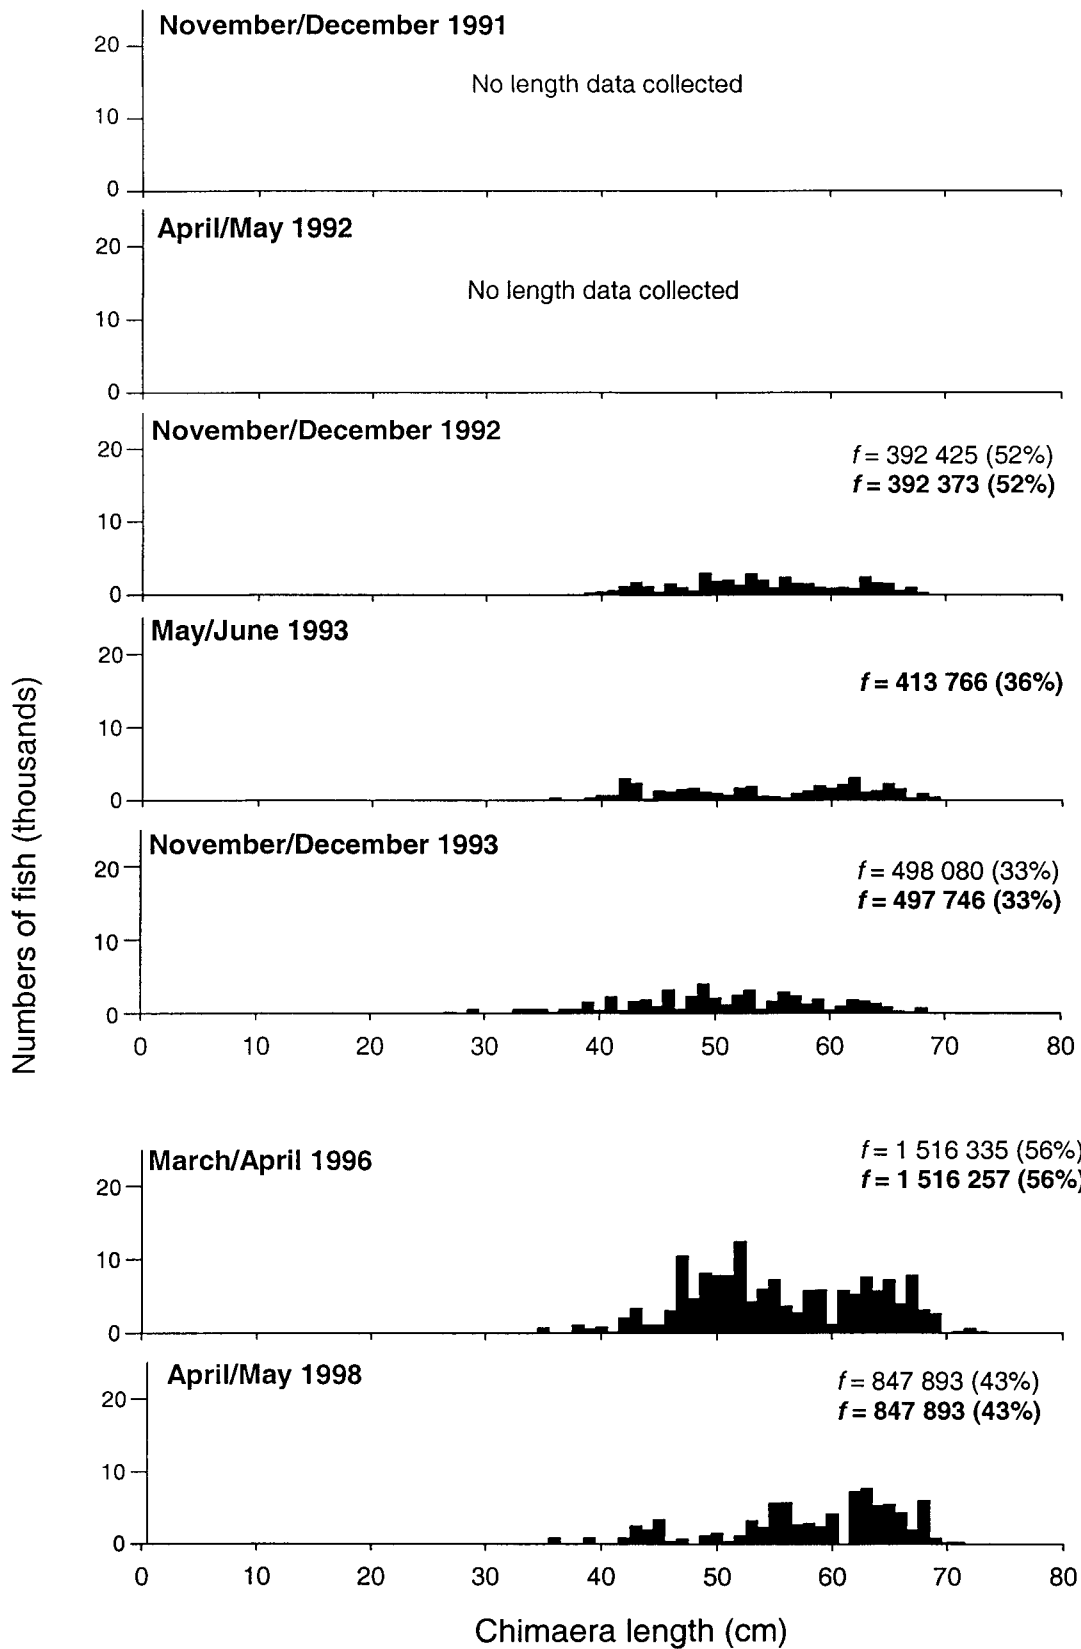 November/December 1991
20
No length data collected
10
0
April/May 1992
20
No length data collected
10
0
November/December 1992
20
f = 392 425 (52%)
f = 392 373 (52%)
10
0
May/June 1993
20
f = 413 766 (36%)
10
0
November/December 1993
20
f = 498 080 (33%)
f = 497 746 (33%)
10
0
0 10 20 30 40 50 60 70 80
Numbers of fish (thousands)
March/April 1996
f = 1 516 335 (56%)
f = 1 516 257 (56%)
20
10
0
April/May 1998
f = 847 893 (43%)
f = 847 893 (43%)
20
10
0
0 10 20 30 40 50 60 70 80
Chimaera length (cm)